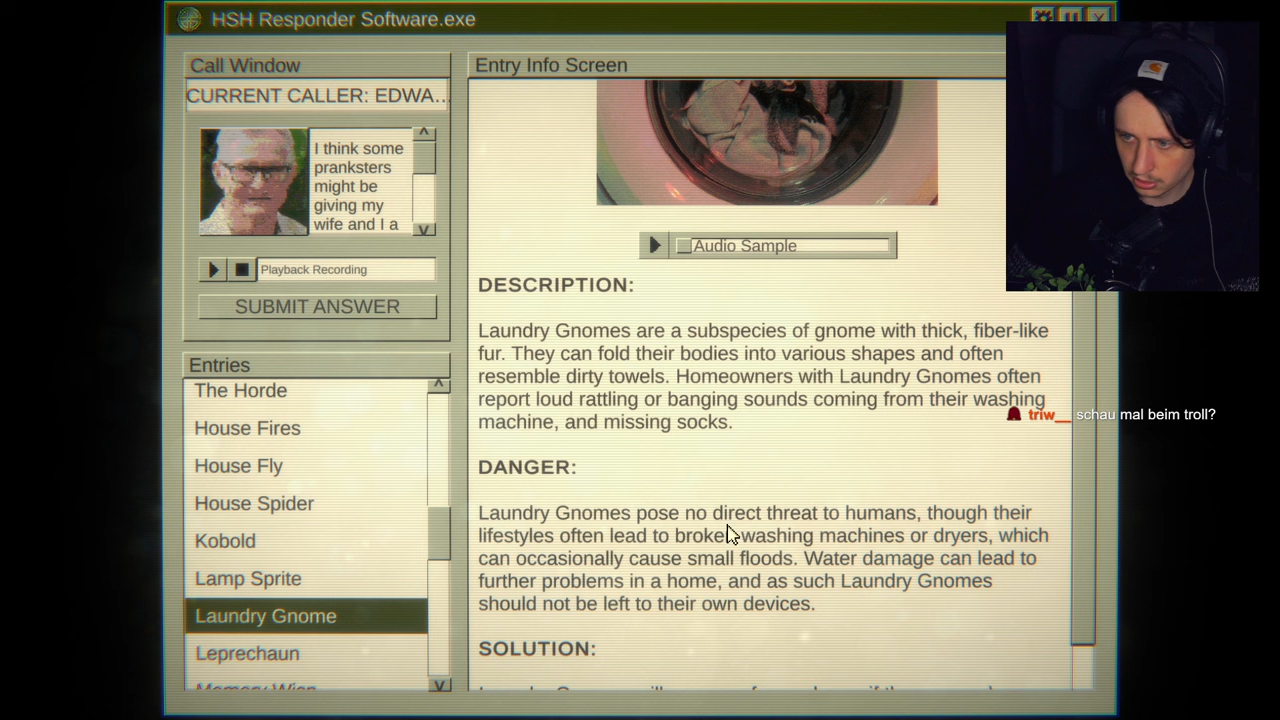 HSH Responder Software.exe
Call Window
CURRENT CALLER: EDWA...
I think some
pranksters
might be
giving my
wife and I a
Playback Recording
SUBMIT ANSWER
Entries
The Horde
House Fires
House Fly
House Spider
Kobold
Lamp Sprite
Laundry Gnome
Leprechaun
Entry Info Screen
Audio Sample
DESCRIPTION:
Laundry Gnomes are a subspecies of gnome with thick, fiber-like
fur. They can fold their bodies into various shapes and often
resemble dirty towels. Homeowners with Laundry Gnomes often
report loud rattling or banging sounds coming from their washing
machine, and missing socks.
DANGER:
Laundry Gnomes pose no direct threat to humans, though their
lifestyles often lead to broken washing machines or dryers, which
can occasionally cause small floods. Water damage can lead to
further problems in a home, and as such Laundry Gnomes
should not be left to their own devices.
SOLUTION:
triw__ schau mal beim troll?